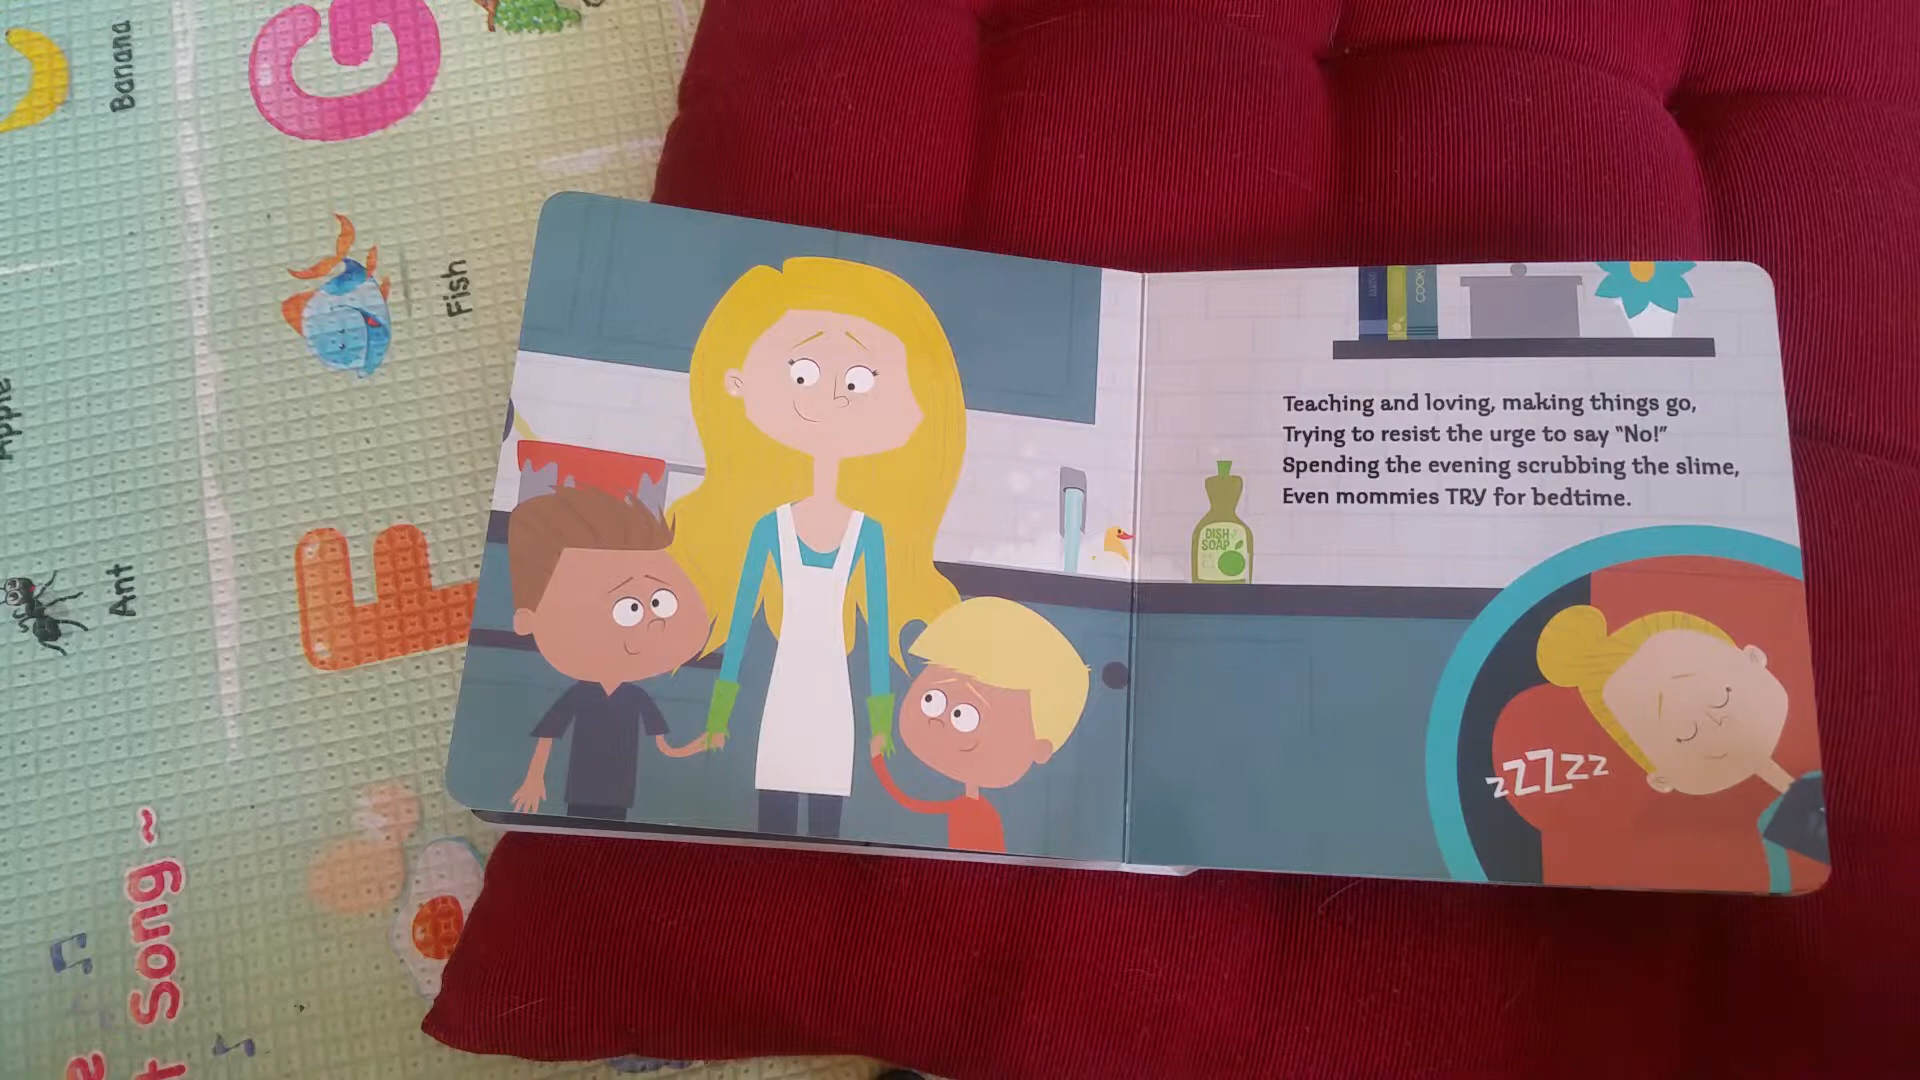 Banana
G
Apple
Fish
Ant
F
Song~
COOK
Teaching and loving, making things go,
Trying to resist the urge to say “No!”
Spending the evening scrubbing the slime,
Even mommies TRY for bedtime.
DISH
SOAP
zZZzz